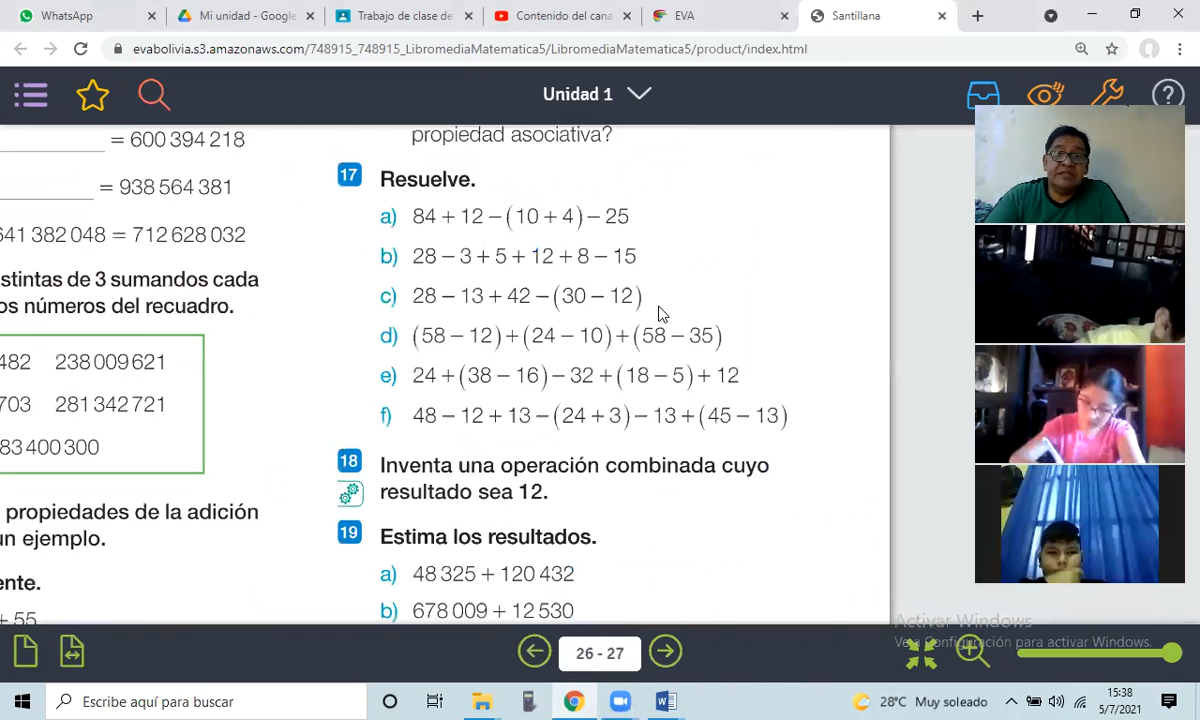 WhatsApp
Mi unidad - Google
Trabajo de clase de
Contenido del cana
EVA
Santillana
evabolivia.s3.amazonaws.com/748915_748915_LibromediaMatematica5/LibromediaMatematica5/product/index.html
Unidad 1
= 600 394 218
= 938 564 381
641 382 048 = 712 628 032
stintas de 3 sumandos cada
os números del recuadro.
482 238 009 621
703 281 342 721
83 400 300
propiedades de la adición
un ejemplo.
ente.
+ 55
propiedad asociativa?
17 Resuelve.
a) 84 + 12 – (10 + 4) – 25
b) 28 – 3 + 5 + 12 + 8 – 15
c) 28 – 13 + 42 – (30 – 12)
d) (58 – 12) + (24 – 10) + (58 – 35)
e) 24 + (38 – 16) – 32 + (18 – 5) + 12
f) 48 – 12 + 13 – (24 + 3) – 13 + (45 – 13)
18 Inventa una operación combinada cuyo
resultado sea 12.
19 Estima los resultados.
a) 48 325 + 120 432
b) 678 009 + 12 530
Activar Windows
Ve a Configuración para activar Windows.
26 - 27
Escribe aquí para buscar
28°C Muy soleado
15:38
5/7/2021